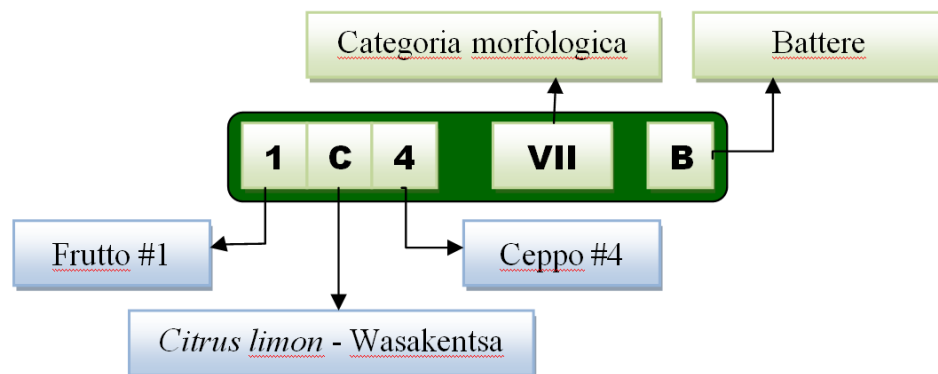 Categoria morfologica Battere
1 C 4 VII B
Frutto #1 Ceppo #4
Citrus limon - Wasakentsa